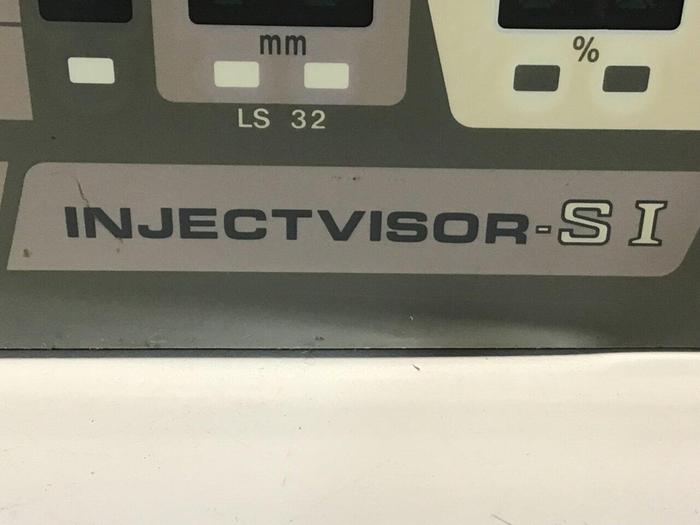 mm %
LS 32
INJECTVISOR-SI